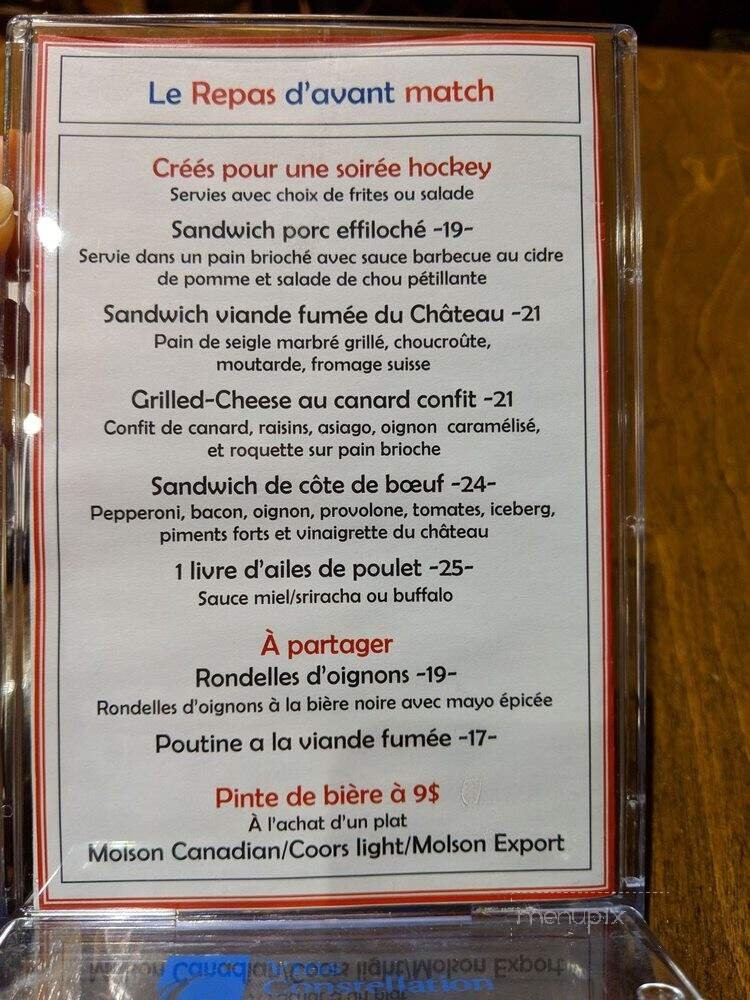 Le Repas d'avant match
Créés pour une soirée hockey
Servies avec choix de frites ou salade
Sandwich porc effiloché -19-
Servie dans un pain brioché avec sauce barbecue au cidre
de pomme et salade de chou pétillante
Sandwich viande fumée du Château -21
Pain de seigle marbré grillé, choucroûte,
moutarde, fromage suisse
Grilled-Cheese au canard confit -21
Confit de canard, raisins, asiago, oignon caramélisé,
et roquette sur pain brioche
Sandwich de côte de bœuf -24-
Pepperoni, bacon, oignon, provolone, tomates, iceberg,
piments forts et vinaigrette du château
1 livre d'ailes de poulet -25-
Sauce miel/sriracha ou buffalo
À partager
Rondelles d'oignons -19-
Rondelles d'oignons à la bière noire avec mayo épicée
Poutine a la viande fumée -17-
Pinte de bière à 9$
À l'achat d'un plat
Molson Canadian/Coors light/Molson Export
menupix
Constellation